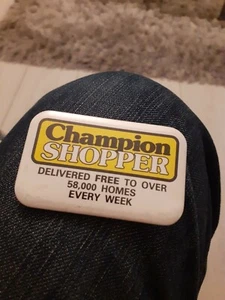 Champion
SHOPPER
DELIVERED FREE TO OVER
58,000 HOMES
EVERY WEEK